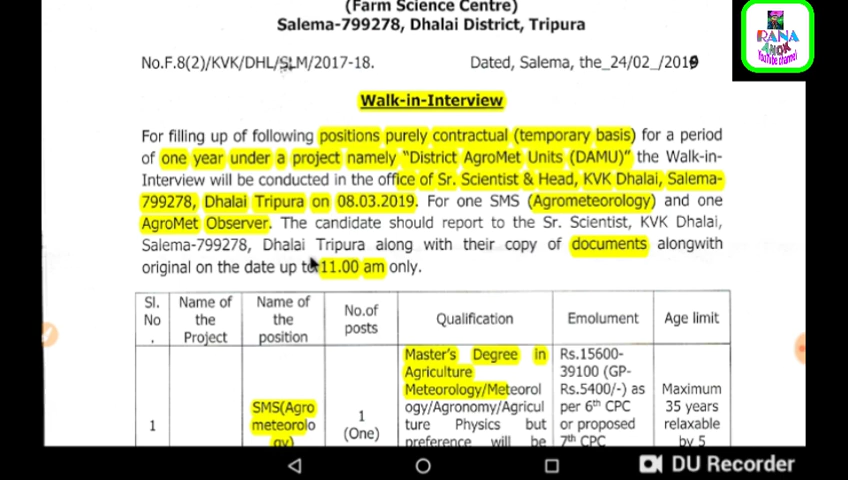 (Farm Science Centre)
Salema-799278, Dhalai District, Tripura
No.F.8(2)/KVK/DHL/SLM/2017-18. Dated, Salema, the_24/02_/2019
Walk-in-Interview
For filling up of following positions purely contractual (temporary basis) for a period
of one year under a project namely "District AgroMet Units (DAMU)" the Walk-in-
Interview will be conducted in the office of Sr. Scientist & Head, KVK Dhalai, Salema-
799278, Dhalai Tripura on 08.03.2019. For one SMS (Agrometeorology) and one
AgroMet Observer. The candidate should report to the Sr. Scientist, KVK Dhalai,
Salema-799278, Dhalai Tripura along with their copy of documents alongwith
original on the date up to 11.00 am only.
Sl. No . Name of the Project Name of the position No.of posts Qualification Emolument Age limit
Master's Degree in Rs.15600-
Agriculture 39100 (GP-
Meteorology/Meteorol Rs.5400/-) as Maximum
SMS(Agro 1 ogy/Agronomy/Agricul per 6th CPC 35 years
1 meteorolo (One) ture Physics but or proposed relaxable
gy) preference will be 7th CPC by 5
RANA
ANOK
YouTube channel
DU Recorder